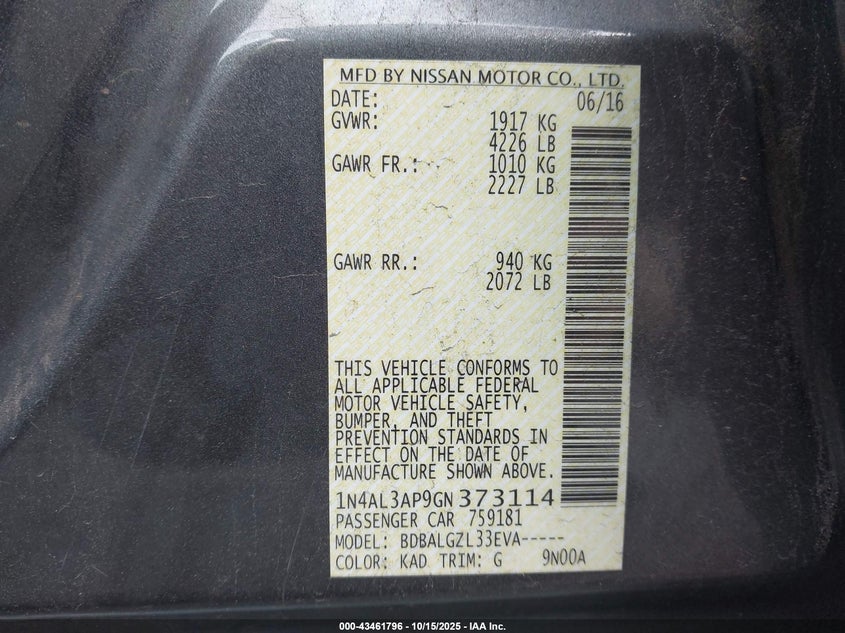 MFD BY NISSAN MOTOR CO., LTD.
DATE: 06/16
GVWR: 1917 KG
4226 LB
GAWR FR.: 1010 KG
2227 LB
GAWR RR.: 940 KG
2072 LB
THIS VEHICLE CONFORMS TO
ALL APPLICABLE FEDERAL
MOTOR VEHICLE SAFETY,
BUMPER, AND THEFT
PREVENTION STANDARDS IN
EFFECT ON THE DATE OF
MANUFACTURE SHOWN ABOVE.
1N4AL3AP9GN373114
PASSENGER CAR 759181
MODEL: BDBALGZL33EVA-----
COLOR: KAD TRIM: G 9N00A
000-43461796 - 10/15/2025 - IAA Inc.